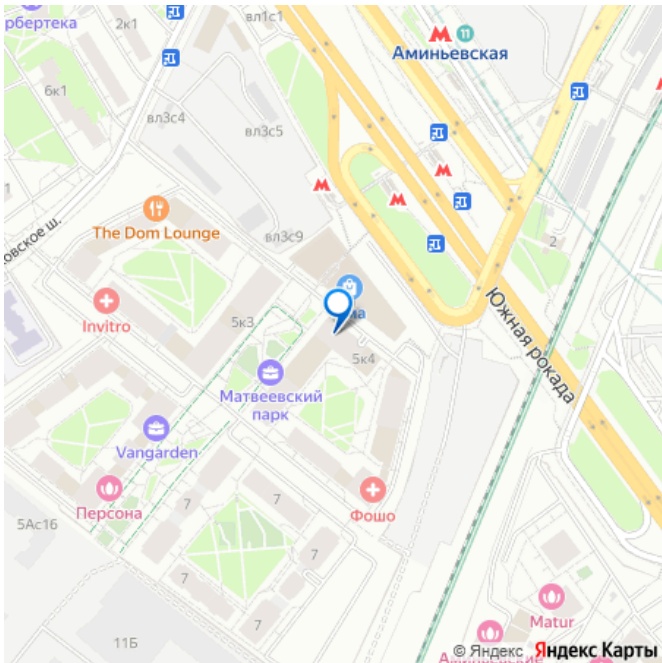 рбертека
2к1
вл1с1
М
11
Аминьевская
6к1
вл3с4
вл3с5
М
М
М
М
The Dom Lounge
вл3с9
2
овское ш.
Invitro
5к3
5к4
Южная рокада
Матвеевский
парк
Vangarden
Персона
Фошо
5Ас16
7
7
7
7
11Б
Matur
© Яндекс Яндекс Карты